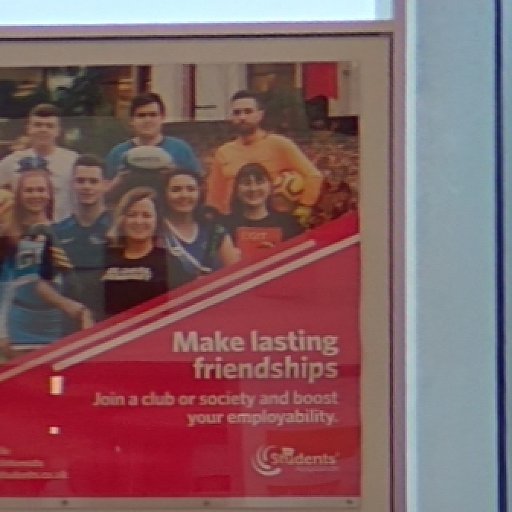 Make lasting
friendships
Join a club or society and boost
your employability.
Students'